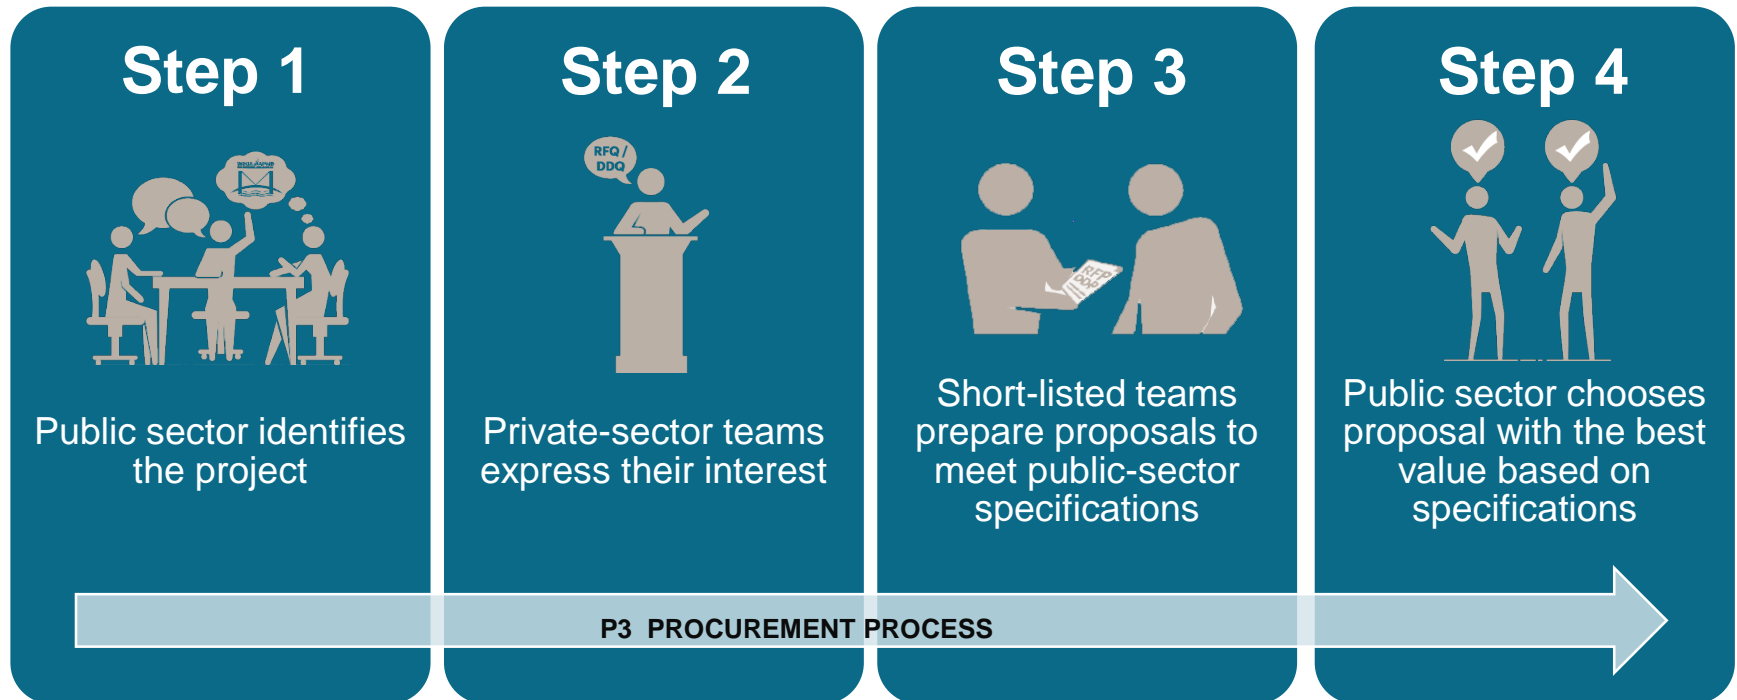 Step 1
Public sector identifies
the project
Step 2
RFQ /
DDQ
Private-sector teams
express their interest
Step 3
RFP
DDP
Short-listed teams
prepare proposals to
meet public-sector
specifications
Step 4
Public sector chooses
proposal with the best
value based on
specifications
P3 PROCUREMENT PROCESS